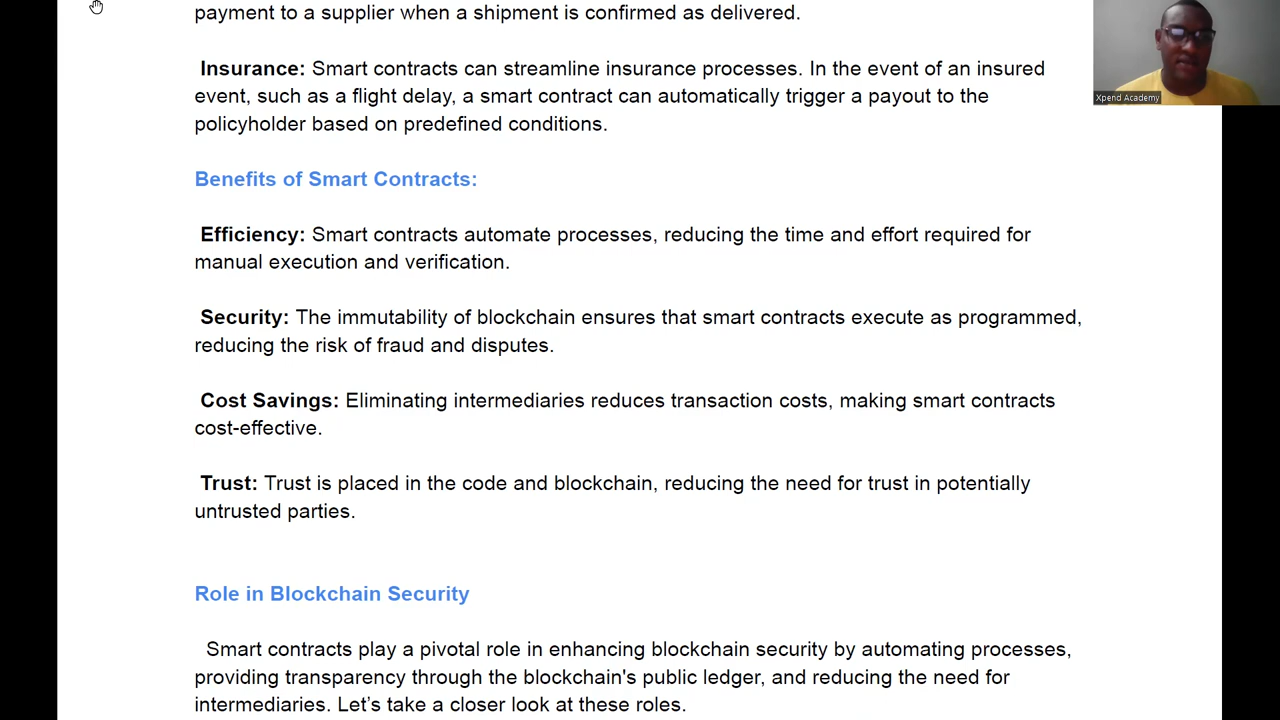 payment to a supplier when a shipment is confirmed as delivered.
Insurance: Smart contracts can streamline insurance processes. In the event of an insured
event, such as a flight delay, a smart contract can automatically trigger a payout to the
policyholder based on predefined conditions.
Benefits of Smart Contracts:
Efficiency: Smart contracts automate processes, reducing the time and effort required for
manual execution and verification.
Security: The immutability of blockchain ensures that smart contracts execute as programmed,
reducing the risk of fraud and disputes.
Cost Savings: Eliminating intermediaries reduces transaction costs, making smart contracts
cost-effective.
Trust: Trust is placed in the code and blockchain, reducing the need for trust in potentially
untrusted parties.
Role in Blockchain Security
Smart contracts play a pivotal role in enhancing blockchain security by automating processes,
providing transparency through the blockchain's public ledger, and reducing the need for
intermediaries. Let’s take a closer look at these roles.
Xpend Academy